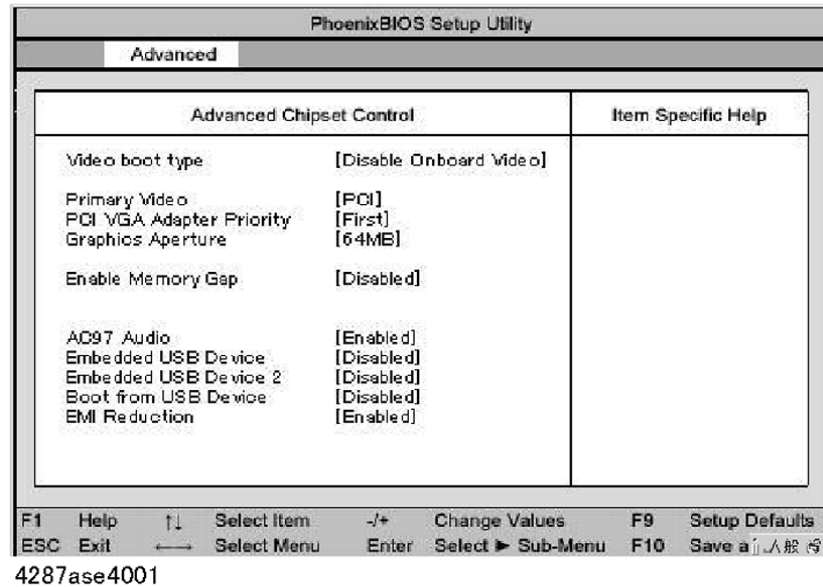 PhoenixBIOS Setup Utility
Advanced
Advanced Chipset Control
Item Specific Help
Video boot type [Disable Onboard Video]
Primary Video [PCI]
PCI VGA Adapter Priority [First]
Graphics Aperture [64MB]
Enable Memory Gap [Disabled]
AC97 Audio [Enabled]
Embedded USB Device [Disabled]
Embedded USB Device 2 [Disabled]
Boot from USB Device [Disabled]
EMI Reduction [Enabled]
F1 Help ↑↓ Select Item -/+ Change Values F9 Setup Defaults
ESC Exit ←→ Select Menu Enter Select ► Sub-Menu F10 Save
4287ase4001